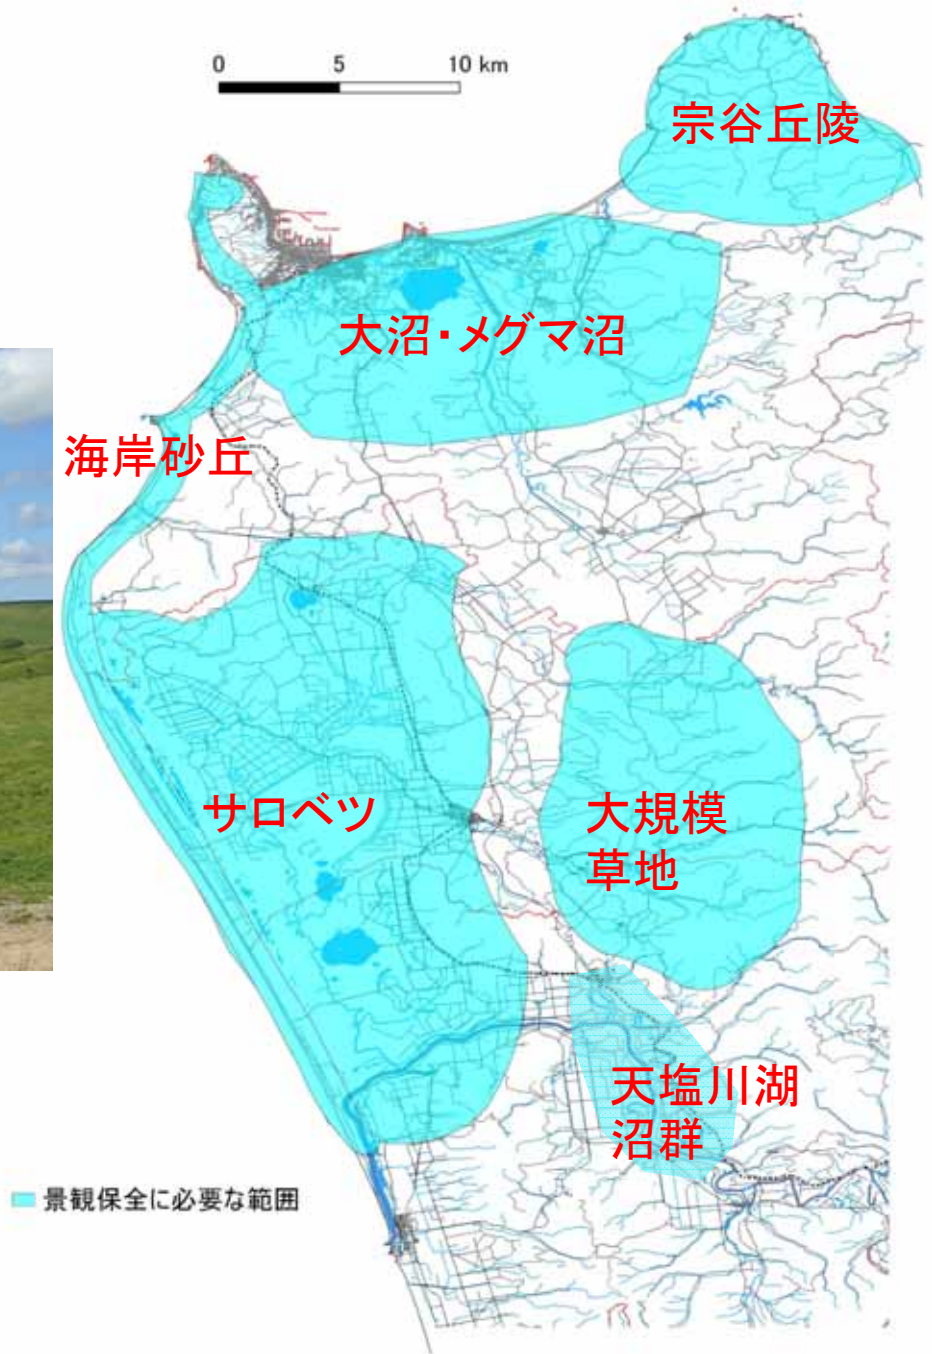 0 5 10 km
宗谷丘陵
大沼・メグマ沼
海岸砂丘
サロベツ
大規模
草地
天塩川湖
沼群
景観保全に必要な範囲